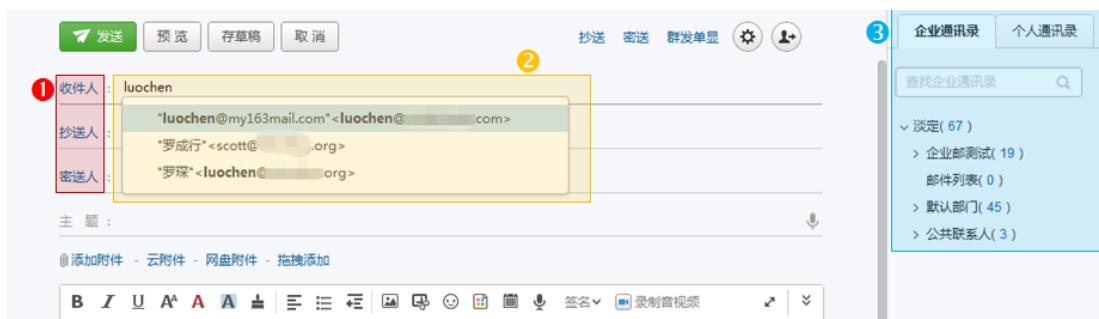 发送 预览 存草稿 取消 抄送 密送 群发单显
3 企业通讯录 个人通讯录
2
1 收件人： luochen
查找企业通讯录
"luochen@my163mail.com"<luochen@ com>
抄送人： "罗成行"<scott@ .org>
淡定( 67 )
企业邮测试( 19 )
密送人： "罗琛"<luochen@ org>
邮件列表( 0 )
默认部门( 45 )
主 题：
公共联系人( 3 )
添加附件 - 云附件 - 网盘附件 - 拖拽添加
B I U AA A A 签名 录制音视频